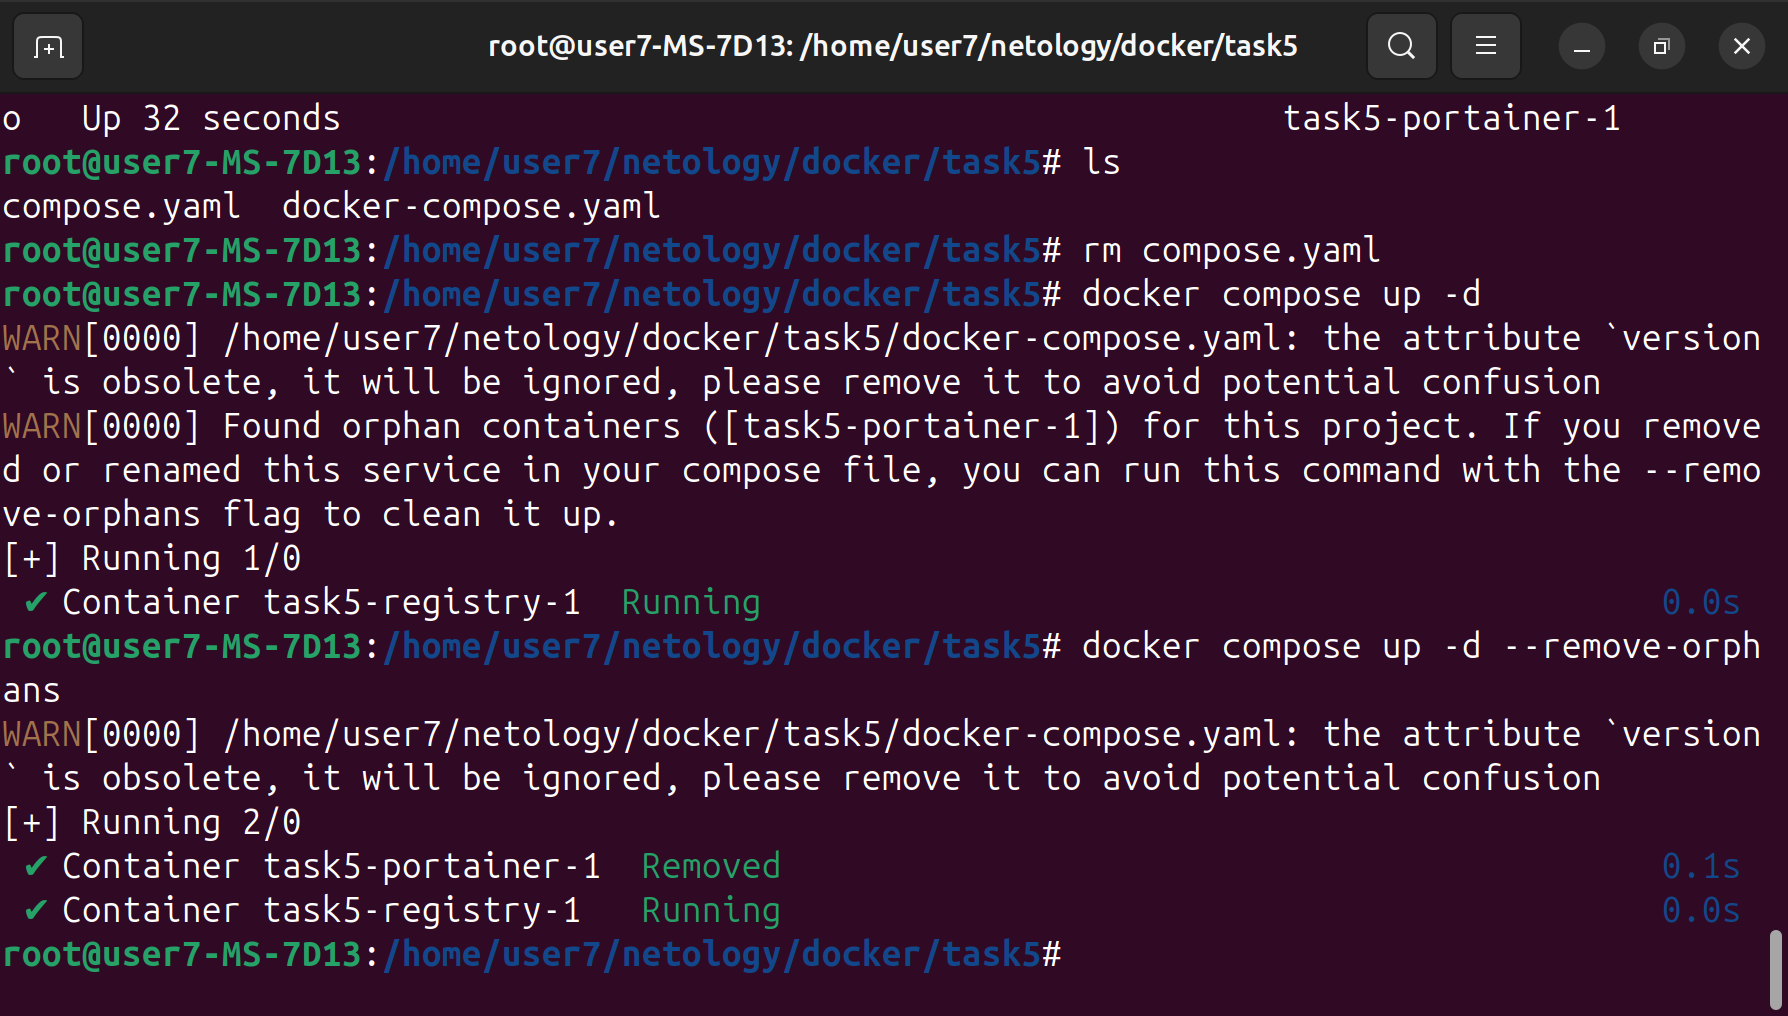 root@user7-MS-7D13: /home/user7/netology/docker/task5
o   Up 32 seconds                                               task5-portainer-1
root@user7-MS-7D13:/home/user7/netology/docker/task5# ls
compose.yaml  docker-compose.yaml
root@user7-MS-7D13:/home/user7/netology/docker/task5# rm compose.yaml
root@user7-MS-7D13:/home/user7/netology/docker/task5# docker compose up -d
WARN[0000] /home/user7/netology/docker/task5/docker-compose.yaml: the attribute `version
` is obsolete, it will be ignored, please remove it to avoid potential confusion
WARN[0000] Found orphan containers ([task5-portainer-1]) for this project. If you remove
d or renamed this service in your compose file, you can run this command with the --remo
ve-orphans flag to clean it up.
[+] Running 1/0
 ✔ Container task5-registry-1  Running                                             0.0s
root@user7-MS-7D13:/home/user7/netology/docker/task5# docker compose up -d --remove-orph
ans
WARN[0000] /home/user7/netology/docker/task5/docker-compose.yaml: the attribute `version
` is obsolete, it will be ignored, please remove it to avoid potential confusion
[+] Running 2/0
 ✔ Container task5-portainer-1  Removed                                            0.1s
 ✔ Container task5-registry-1   Running                                            0.0s
root@user7-MS-7D13:/home/user7/netology/docker/task5#